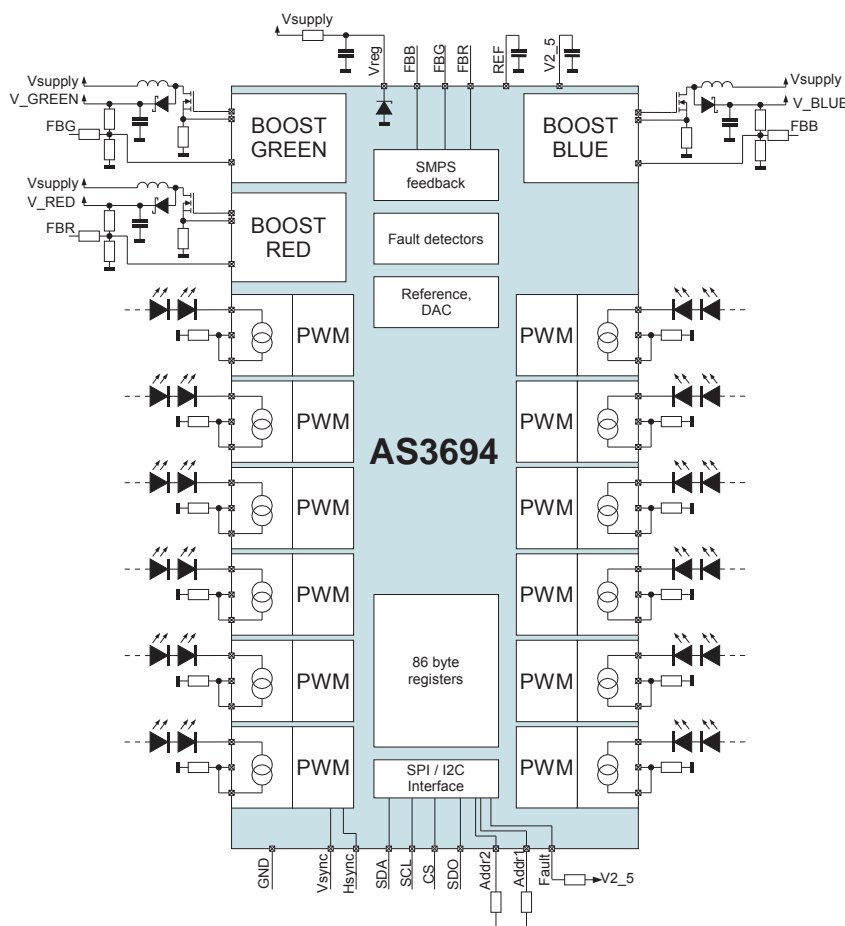 Vsupply
Vreg
FBB
FBG
FBR
REF
V2_5
Vsupply
V_GREEN
FBG
BOOST
GREEN
BOOST
BLUE
Vsupply
V_BLUE
FBB
SMPS
feedback
Vsupply
V_RED
FBR
BOOST
RED
Fault detectors
Reference,
DAC
PWM
PWM
PWM
PWM
AS3694
PWM
PWM
PWM
PWM
PWM
PWM
86 byte
registers
PWM
PWM
SPI / I2C
Interface
GND
Vsync
Hsync
SDA
SCL
CS
SDO
Addr2
Addr1
Fault
V2_5